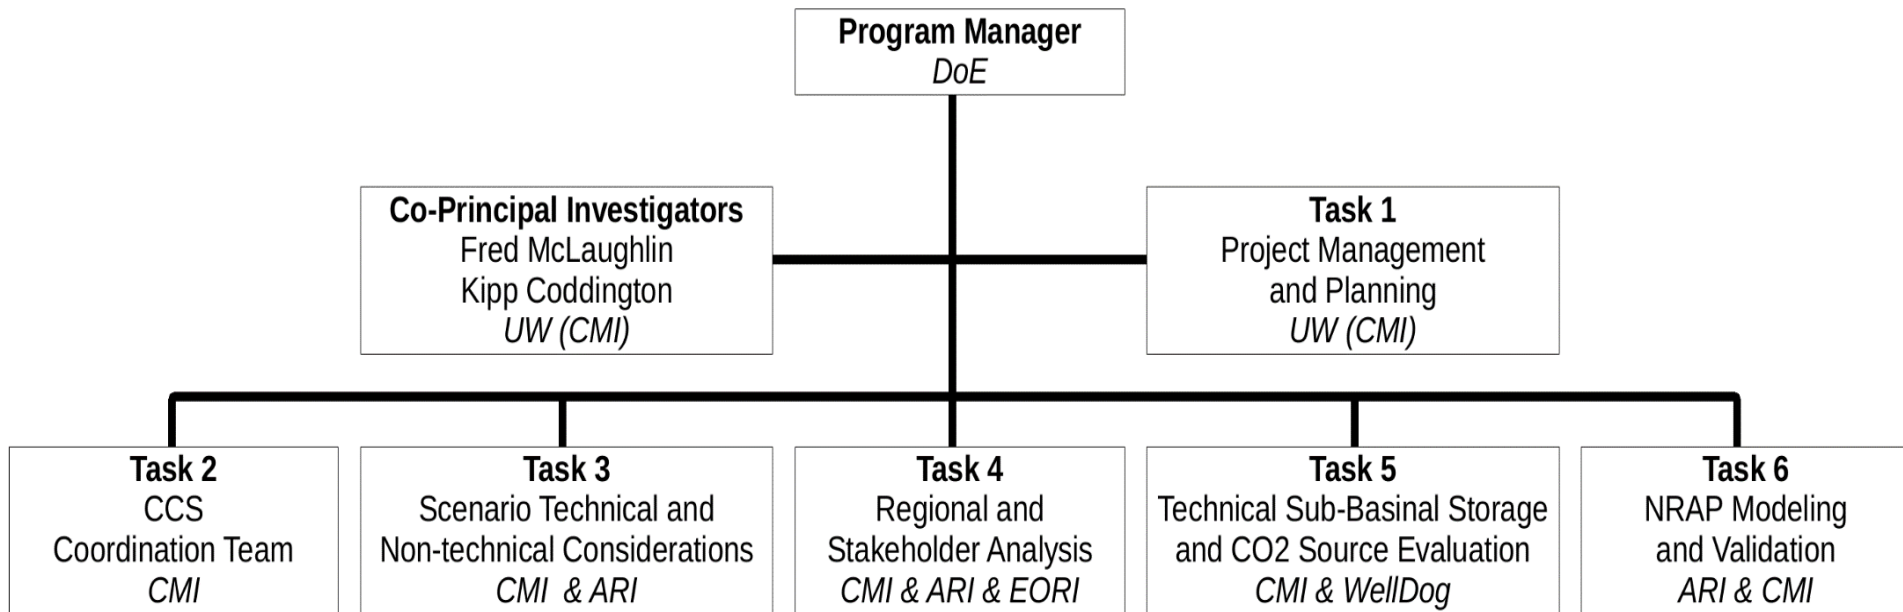 Program Manager
DoE
Co-Principal Investigators
Fred McLaughlin
Kipp Coddington
UW (CMI)
Task 1
Project Management
and Planning
UW (CMI)
Task 2
CCS
Coordination Team
CMI
Task 3
Scenario Technical and
Non-technical Considerations
CMI & ARI
Task 4
Regional and
Stakeholder Analysis
CMI & ARI & EORI
Task 5
Technical Sub-Basinal Storage
and CO2 Source Evaluation
CMI & WellDog
Task 6
NRAP Modeling
and Validation
ARI & CMI